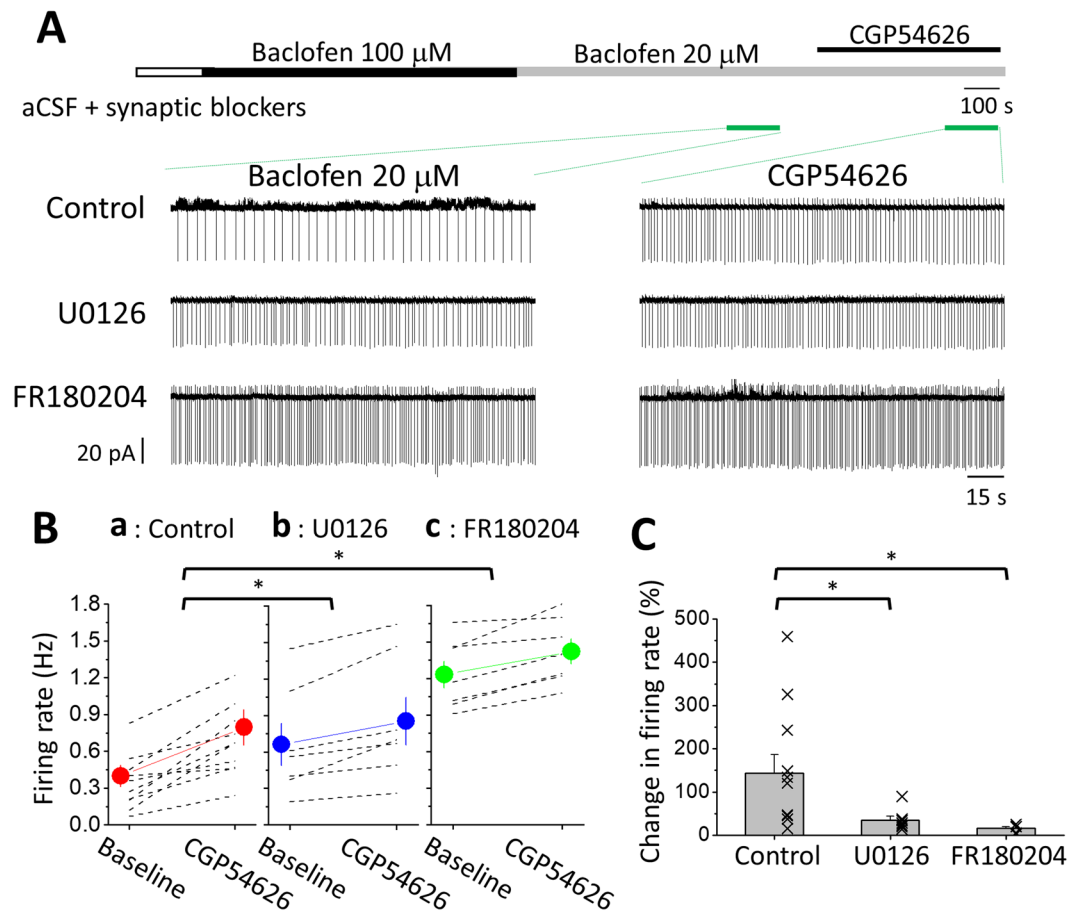 A
CGP54626
Baclofen 100 μM
Baclofen 20 μM
aCSF + synaptic blockers
100 s
Baclofen 20 μM
CGP54626
Control
U0126
FR180204
20 pA
15 s
B
a : Control
b : U0126
c : FR180204
*
*
Firing rate (Hz)
1.8
1.5
1.2
0.9
0.6
0.3
0.0
Baseline
CGP54626
Baseline
CGP54626
Baseline
CGP54626
C
*
*
Change in firing rate (%)
500
400
300
200
100
0
Control
U0126
FR180204